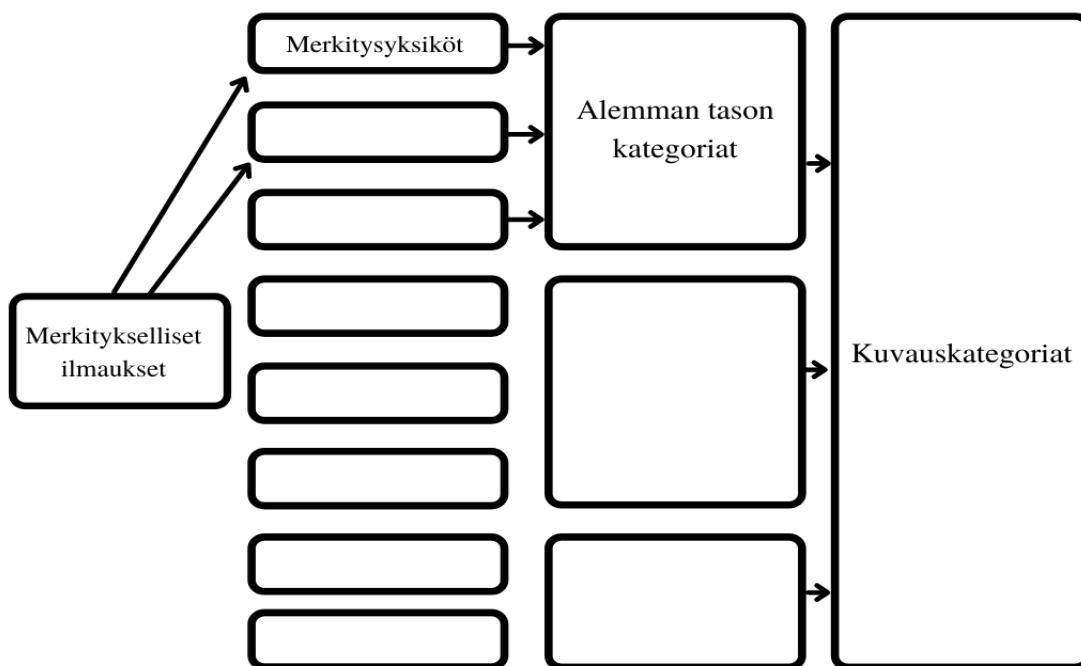 Merkitykselliset
ilmaukset
Merkitysyksiköt
Alemman tason
kategoriat
Kuvauskategoriat